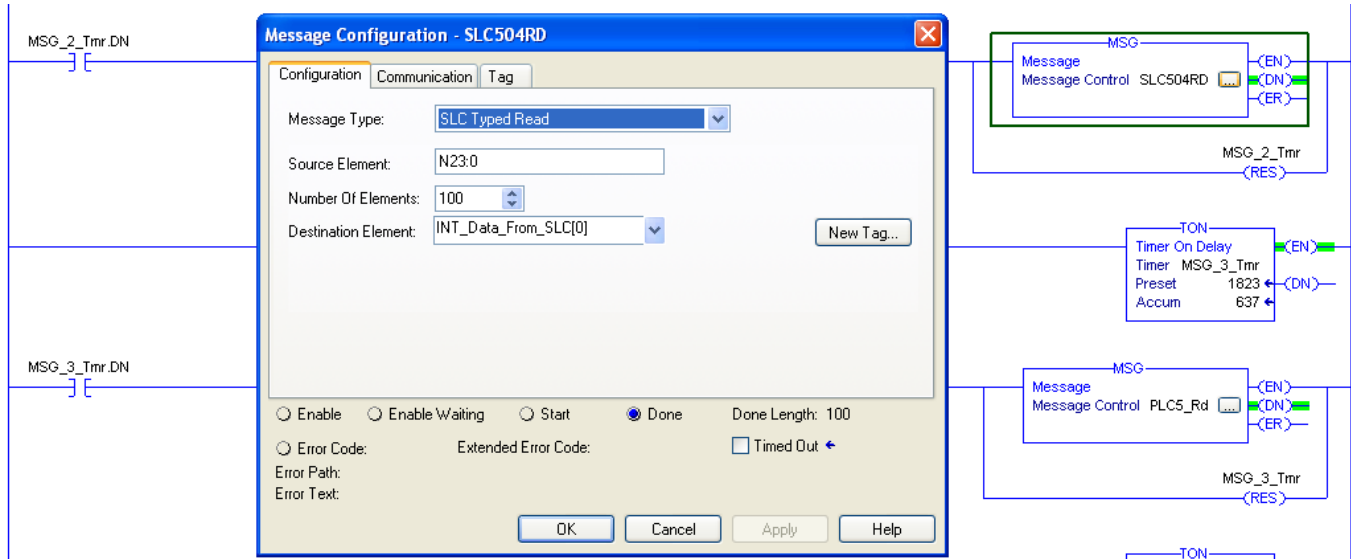 MSG_2_Tmr.DN
Message Configuration - SLC504RD
Configuration Communication Tag
Message Type: SLC Typed Read
Source Element: N23:0
Number Of Elements: 100
Destination Element: INT_Data_From_SLC[0] New Tag...
Enable Enable Waiting Start Done Done Length: 100
Error Code: Extended Error Code: Timed Out
Error Path:
Error Text:
OK Cancel Apply Help
MSG
Message (EN)
Message Control SLC504RD ... (DN)
(ER)
MSG_2_Tmr
(RES)
TON
Timer On Delay (EN)
Timer MSG_3_Tmr
Preset 1823 (DN)
Accum 637
MSG_3_Tmr.DN
MSG
Message (EN)
Message Control PLC5_Rd ... (DN)
(ER)
MSG_3_Tmr
(RES)
TON